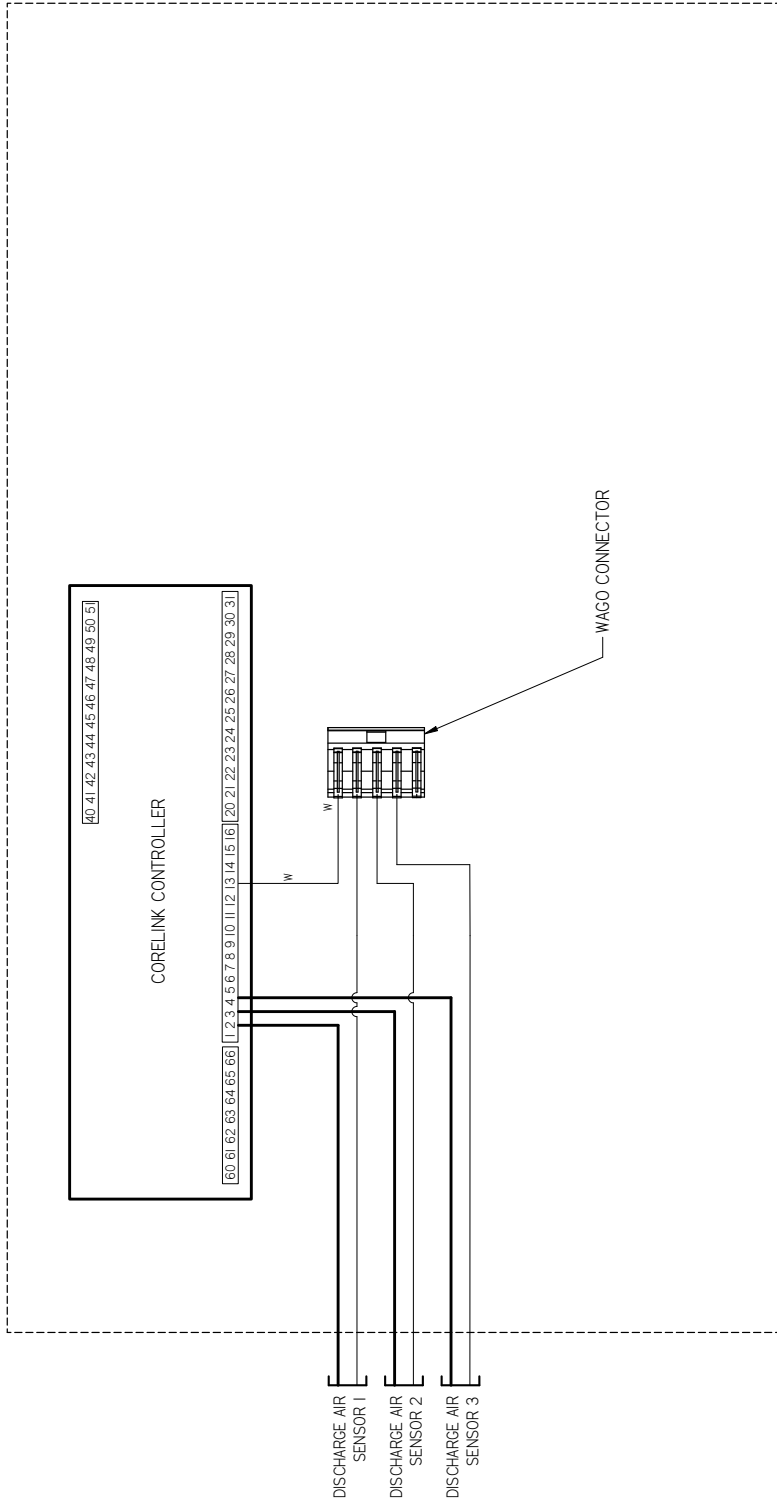 40 41 42 43 44 45 46 47 48 49 50 51
CORELINK CONTROLLER
60 61 62 63 64 65 66
1 2 3 4 5 6 7 8 9 10 11 12 13 14 15 16
20 21 22 23 24 25 26 27 28 29 30 31
W
W
WAGO CONNECTOR
DISCHARGE AIR
SENSOR 1
DISCHARGE AIR
SENSOR 2
DISCHARGE AIR
SENSOR 3